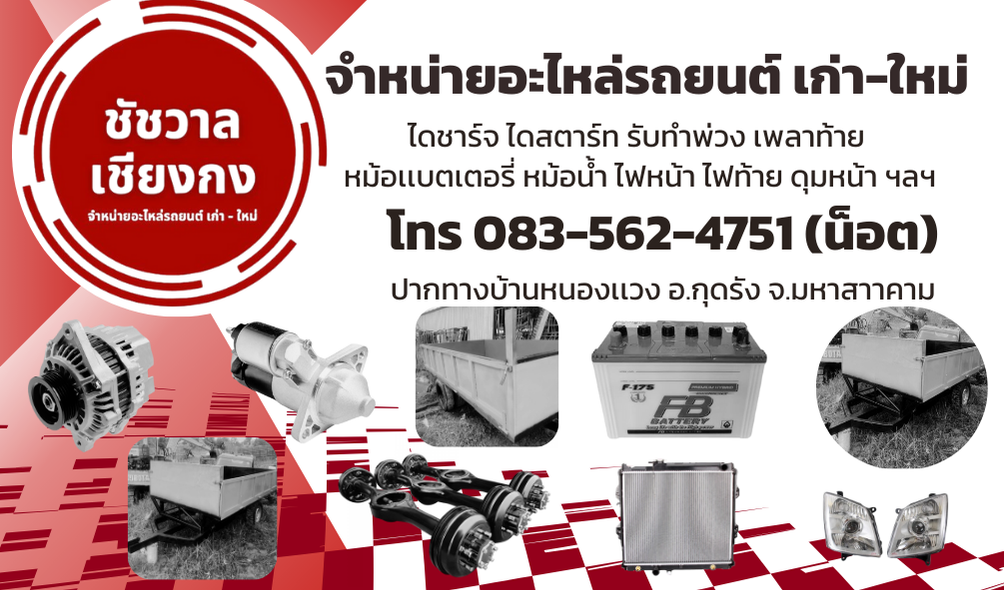 ชัชวาล
เชียงกง
จำหน่ายอะไหล่รถยนต์ เก่า - ใหม่
จำหน่ายอะไหล่รถยนต์ เก่า-ใหม่
ไดชาร์จ ไดสตาร์ท รับทำพ่วง เพลาท้าย
หม้อแบตเตอรี่ หม้อน้ำ ไฟหน้า ไฟท้าย ดุมหน้า ฯลฯ
โทร 083-562-4751 (น็อต)
ปากทางบ้านหนองแวง อ.กุดรัง จ.มหาสาาคาม
F-175
FB
BATTERY